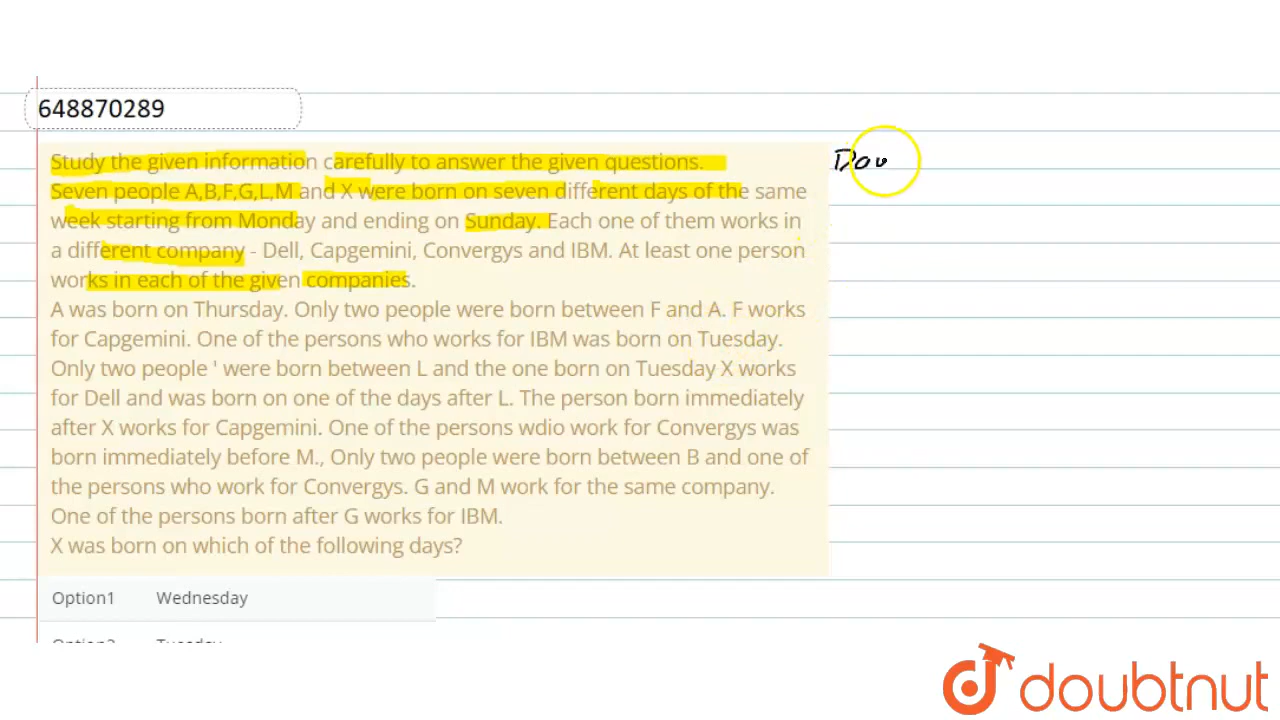 648870289
Study the given information carefully to answer the given questions.
Seven people A,B,F,G,L,M and X were born on seven different days of the same
week starting from Monday and ending on Sunday. Each one of them works in
a different company - Dell, Capgemini, Convergys and IBM. At least one person
works in each of the given companies.
A was born on Thursday. Only two people were born between F and A. F works
for Capgemini. One of the persons who works for IBM was born on Tuesday.
Only two people ' were born between L and the one born on Tuesday X works
for Dell and was born on one of the days after L. The person born immediately
after X works for Capgemini. One of the persons wdio work for Convergys was
born immediately before M., Only two people were born between B and one of
the persons who work for Convergys. G and M work for the same company.
One of the persons born after G works for IBM.
X was born on which of the following days?
Option1 Wednesday
doubtnut